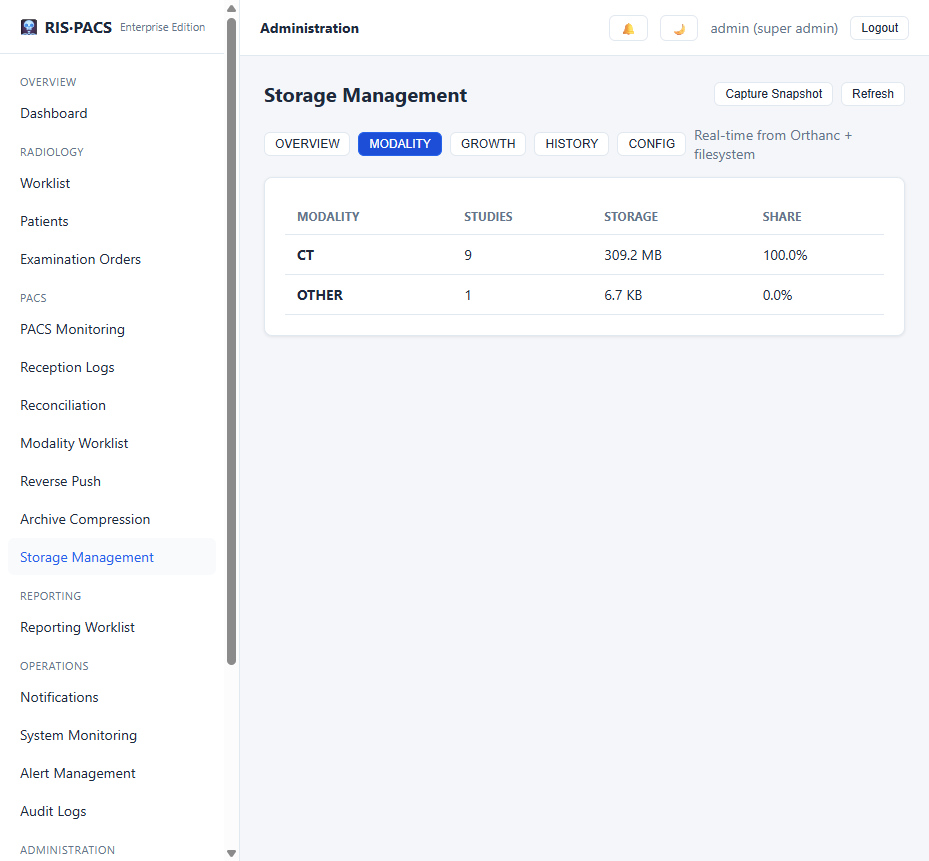 RIS·PACS Enterprise Edition
OVERVIEW
Dashboard
RADIOLOGY
Worklist
Patients
Examination Orders
PACS
PACS Monitoring
Reception Logs
Reconciliation
Modality Worklist
Reverse Push
Archive Compression
Storage Management
REPORTING
Reporting Worklist
OPERATIONS
Notifications
System Monitoring
Alert Management
Audit Logs
ADMINISTRATION
Administration admin (super admin) Logout
Storage Management Capture Snapshot Refresh
OVERVIEW MODALITY GROWTH HISTORY CONFIG Real-time from Orthanc +
filesystem
MODALITY STUDIES STORAGE SHARE
CT 9 309.2 MB 100.0%
OTHER 1 6.7 KB 0.0%